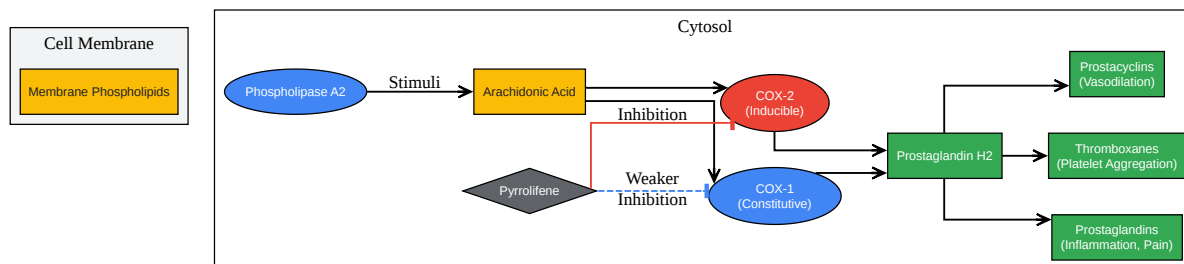 Cell Membrane
Membrane Phospholipids
Cytosol
Phospholipase A2
Stimuli
Arachidonic Acid
COX-2
(Inducible)
Inhibition
Pyrrolifene
Weaker
Inhibition
COX-1
(Constitutive)
Prostaglandin H2
Prostacyclins
(Vasodilation)
Thromboxanes
(Platelet Aggregation)
Prostaglandins
(Inflammation, Pain)